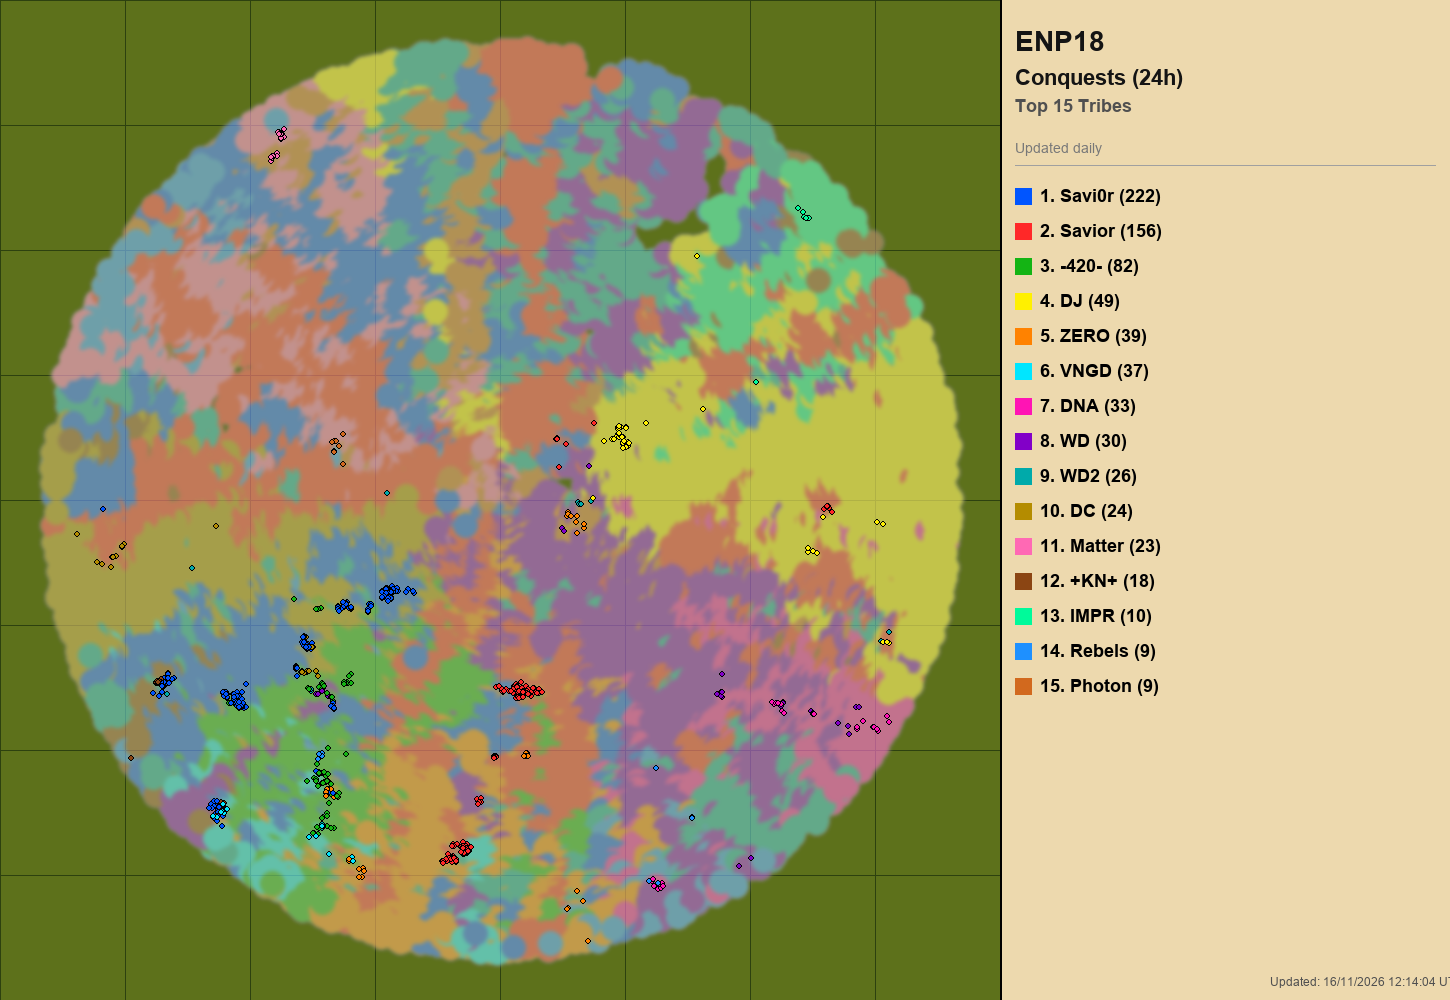 ENP18
Conquests (24h)
Top 15 Tribes
Updated daily
1. Savi0r (222)
2. Savior (156)
3. -420- (82)
4. DJ (49)
5. ZERO (39)
6. VNGD (37)
7. DNA (33)
8. WD (30)
9. WD2 (26)
10. DC (24)
11. Matter (23)
12. +KN+ (18)
13. IMPR (10)
14. Rebels (9)
15. Photon (9)
Updated: 16/11/2026 12:14:04 U